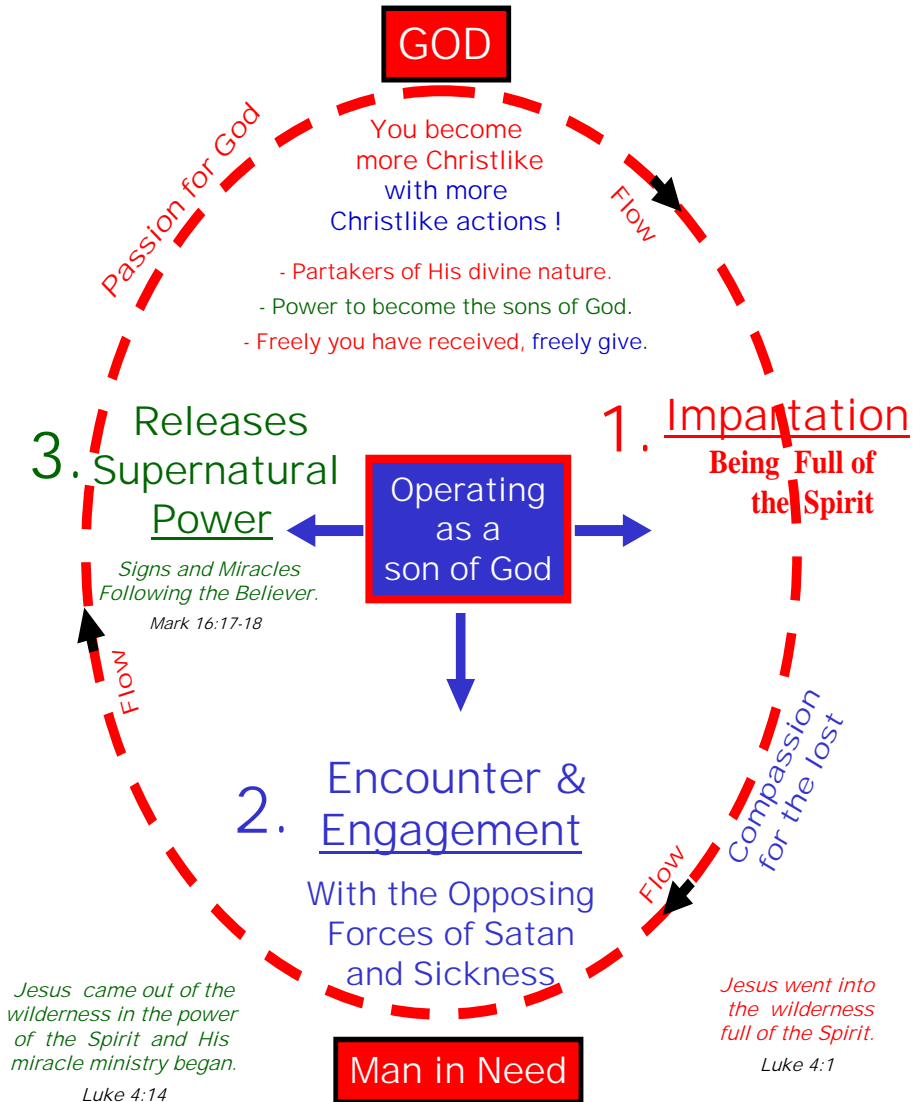 GOD
Passion for God
You become
more Christlike
with more
Christlike actions !
Flow
- Partakers of His divine nature.
- Power to become the sons of God.
- Freely you have received, freely give.
1. Impartation
Being Full of
the Spirit
3. Releases
Supernatural
Power
Signs and Miracles
Following the Believer.
Mark 16:17-18
Operating
as a
son of God
Flow
Compassion
for the lost
2. Encounter &
Engagement
With the Opposing
Forces of Satan
and Sickness
Flow
Jesus came out of the
wilderness in the power
of the Spirit and His
miracle ministry began.
Luke 4:14
Man in Need
Jesus went into
the wilderness
full of the Spirit.
Luke 4:1